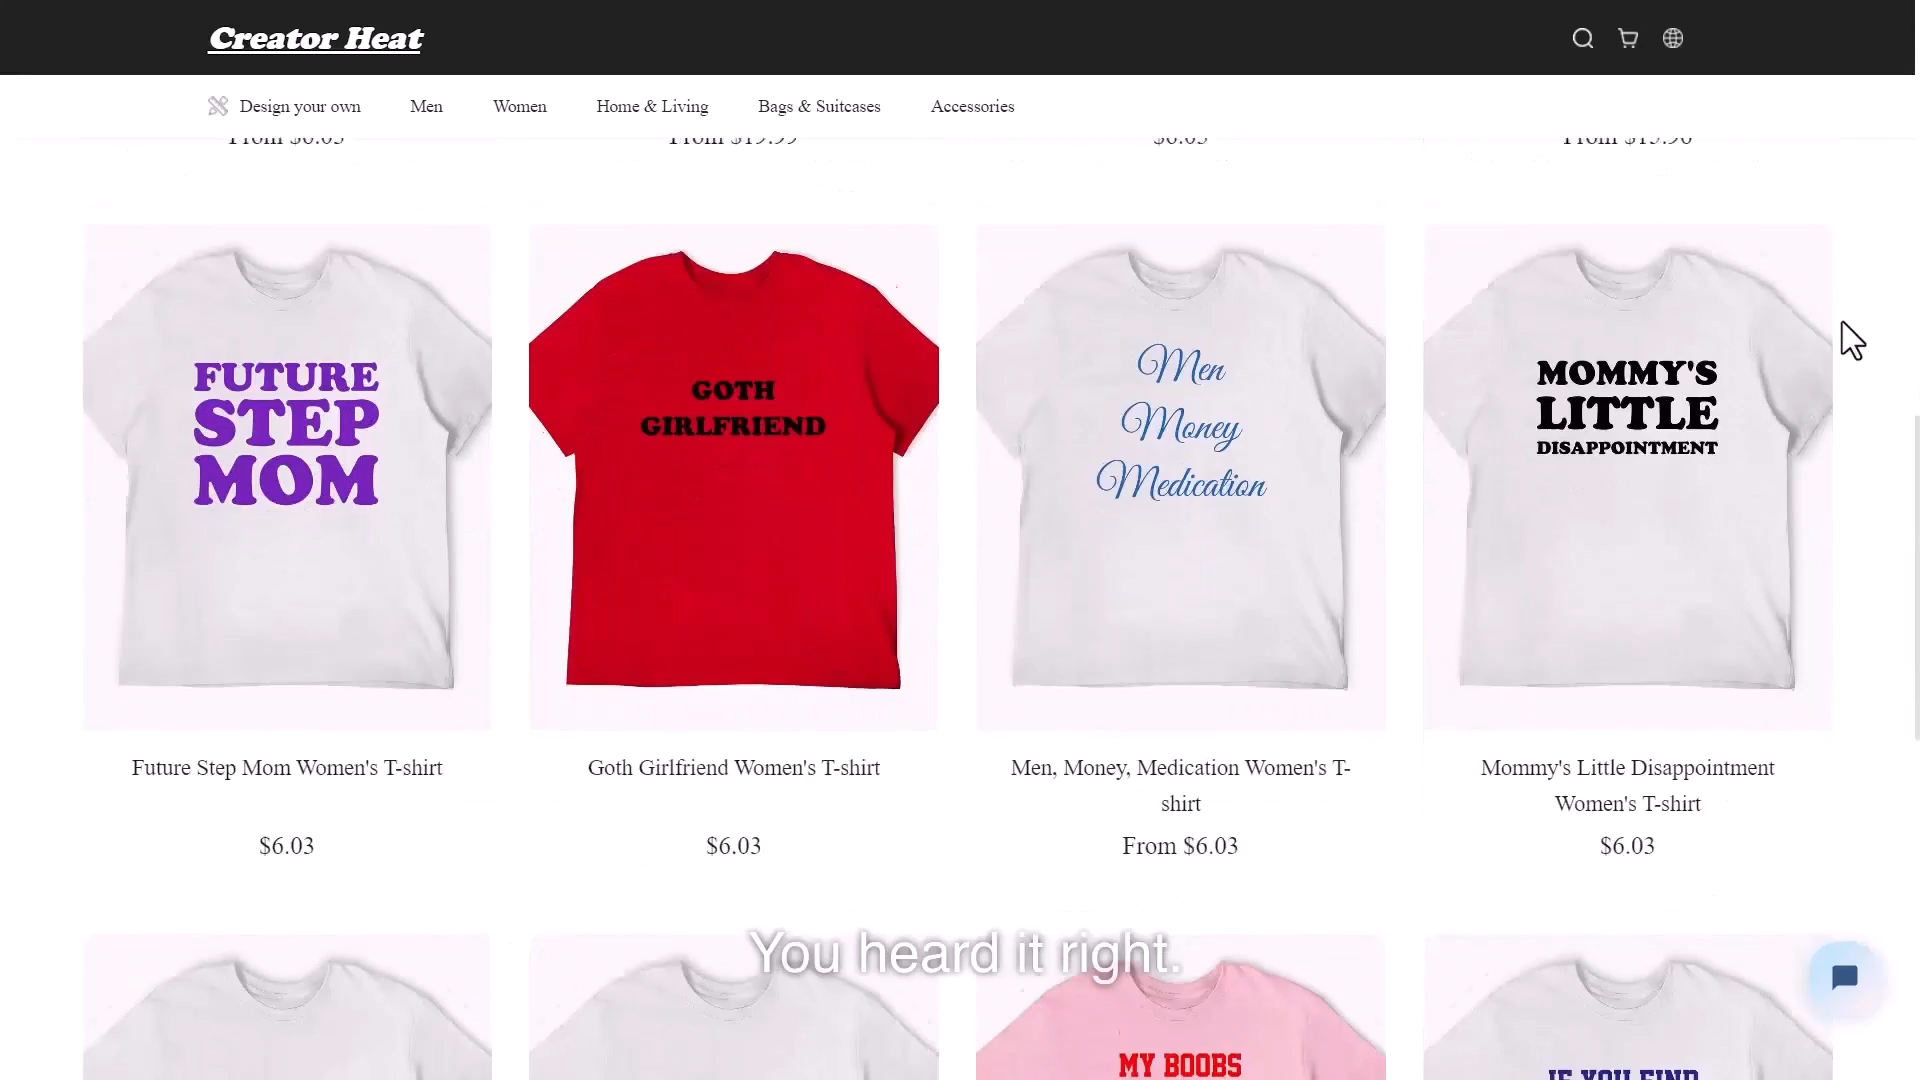 Creator Heat
Design your own Men Women Home & Living Bags & Suitcases Accessories
From $6.03 From $19.99 $6.03 From $15.96
FUTURE
STEP
MOM
GOTH
GIRLFRIEND
Men
Money
Medication
MOMMY'S
LITTLE
DISAPPOINTMENT
Future Step Mom Women's T-shirt
Goth Girlfriend Women's T-shirt
Men, Money, Medication Women's T-
shirt
Mommy's Little Disappointment
Women's T-shirt
$6.03
$6.03
From $6.03
$6.03
You heard it right.
MY BOOBS
IF YOU FIND